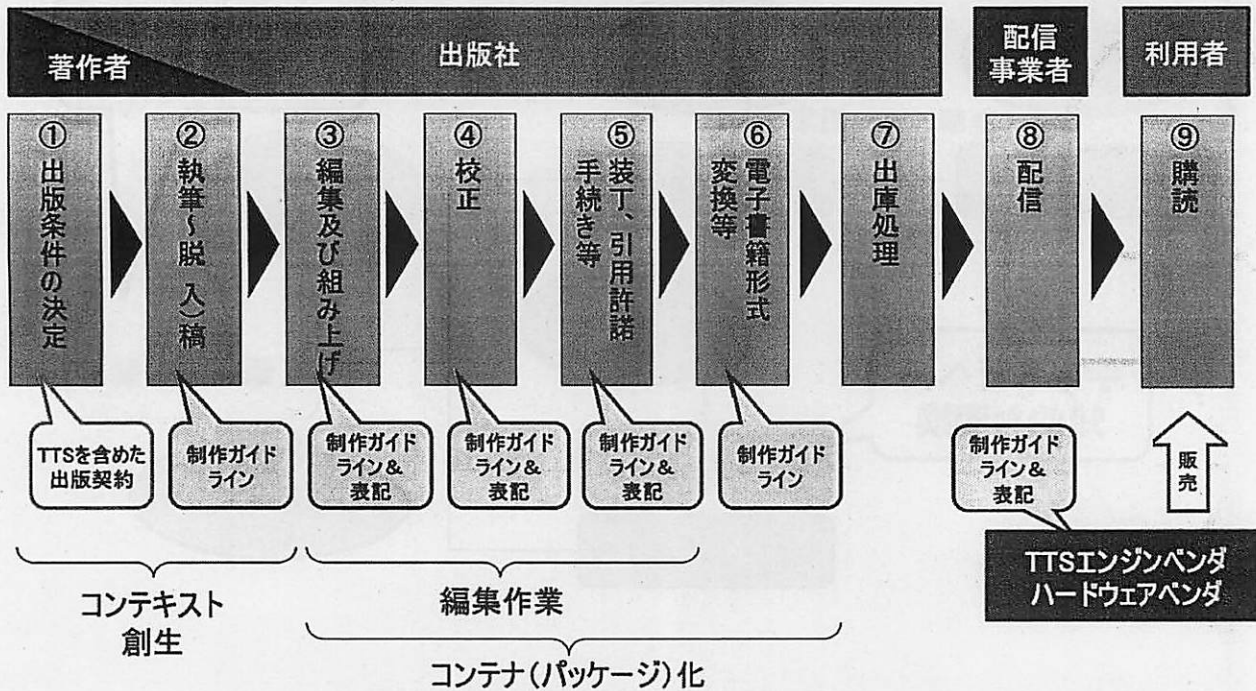 著作者
出版社
配信
事業者
利用者
①出版条件の決定
②執筆~脱 入)稿
③編集及び組み上げ
④校正
⑤装丁、引用許諾
手続き等
⑥電子書籍形式
変換等
⑦出庫処理
⑧配信
⑨購読
TTSを含めた
出版契約
制作ガイド
ライン
制作ガイド
ライン&
表記
制作ガイド
ライン&
表記
制作ガイド
ライン&
表記
制作ガイド
ライン
制作ガイド
ライン&
表記
販売
TTSエンジンベンダ
ハードウェアベンダ
コンテキスト
創生
編集作業
コンテナ(パッケージ)化